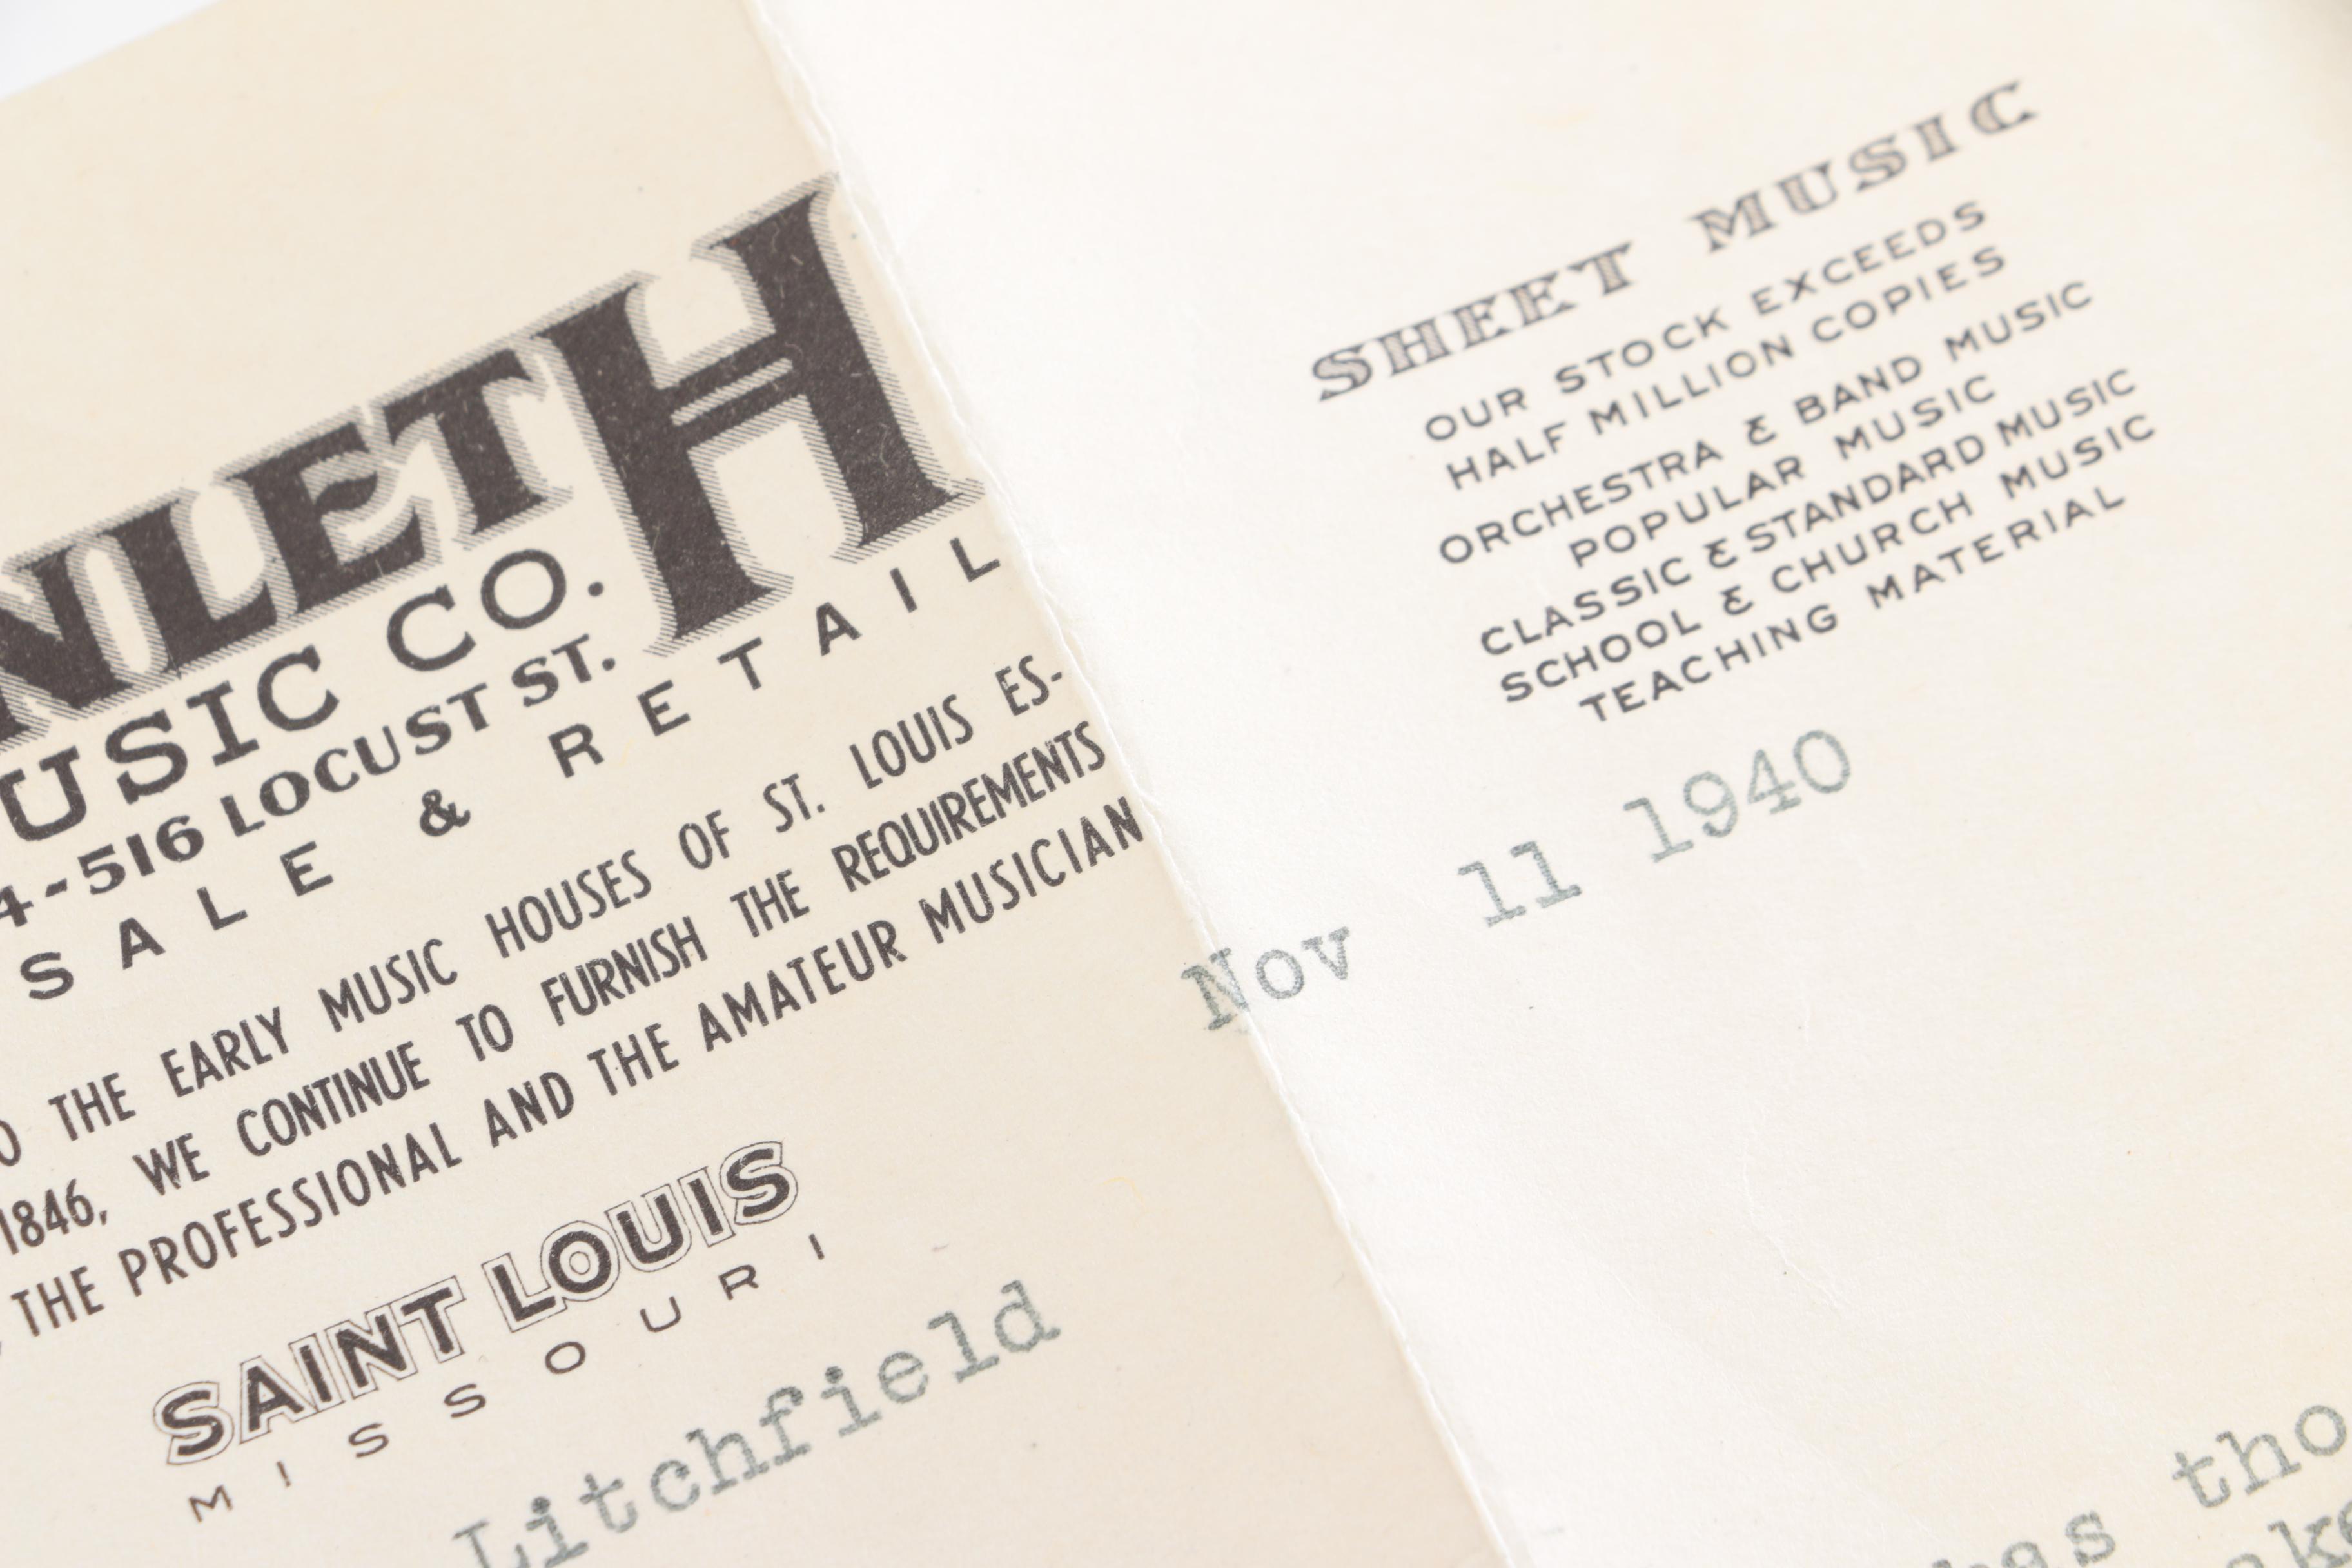 NLETH
USIC CO.
4-516 LOCUST ST.
SALE & RETAIL
O THE EARLY MUSIC HOUSES OF ST. LOUIS ES-
1846, WE CONTINUE TO FURNISH THE REQUIREMENTS
THE PROFESSIONAL AND THE AMATEUR MUSICIAN
SAINT LOUIS
MISSOURI
Litchfield
SHEET MUSIC
OUR STOCK EXCEEDS
HALF MILLION COPIES
ORCHESTRA & BAND MUSIC
POPULAR MUSIC
CLASSIC & STANDARD MUSIC
SCHOOL & CHURCH MUSIC
TEACHING MATERIAL
Nov 11 1940
as tho
ake